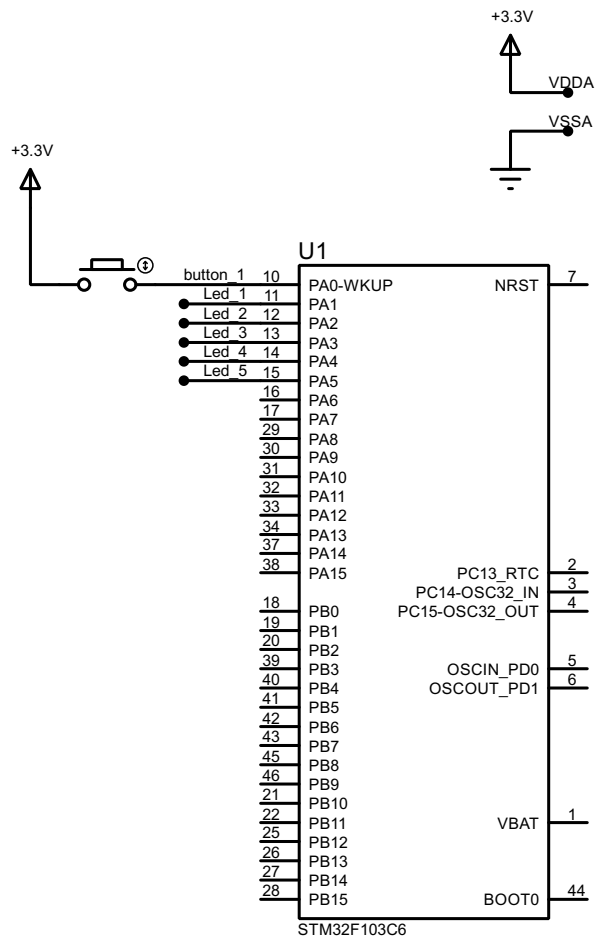 +3.3V
VDDA
VSSA
+3.3V
U1
button_1 10 PA0-WKUP NRST 7
Led_1 11 PA1
Led_2 12 PA2
Led_3 13 PA3
Led_4 14 PA4
Led_5 15 PA5
16 PA6
17 PA7
29 PA8
30 PA9
31 PA10
32 PA11
33 PA12
34 PA13
37 PA14
38 PA15 PC13_RTC 2
PC14-OSC32_IN 3
18 PB0 PC15-OSC32_OUT 4
19 PB1
20 PB2
39 PB3 OSCIN_PD0 5
40 PB4 OSCOUT_PD1 6
41 PB5
42 PB6
43 PB7
45 PB8
46 PB9
21 PB10
22 PB11 VBAT 1
25 PB12
26 PB13
27 PB14
28 PB15 BOOT0 44
STM32F103C6